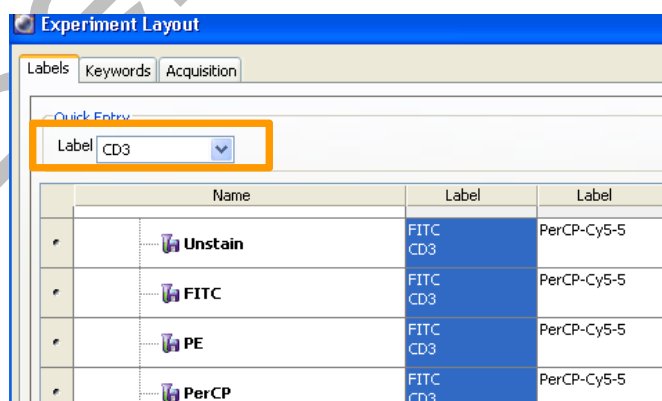 Experiment Layout
Labels Keywords Acquisition
Quick Entry
Label CD3
Name Label Label
Unstain FITC CD3 PerCP-Cy5-5
FITC FITC CD3 PerCP-Cy5-5
PE FITC CD3 PerCP-Cy5-5
PerCP FITC CD3 PerCP-Cy5-5